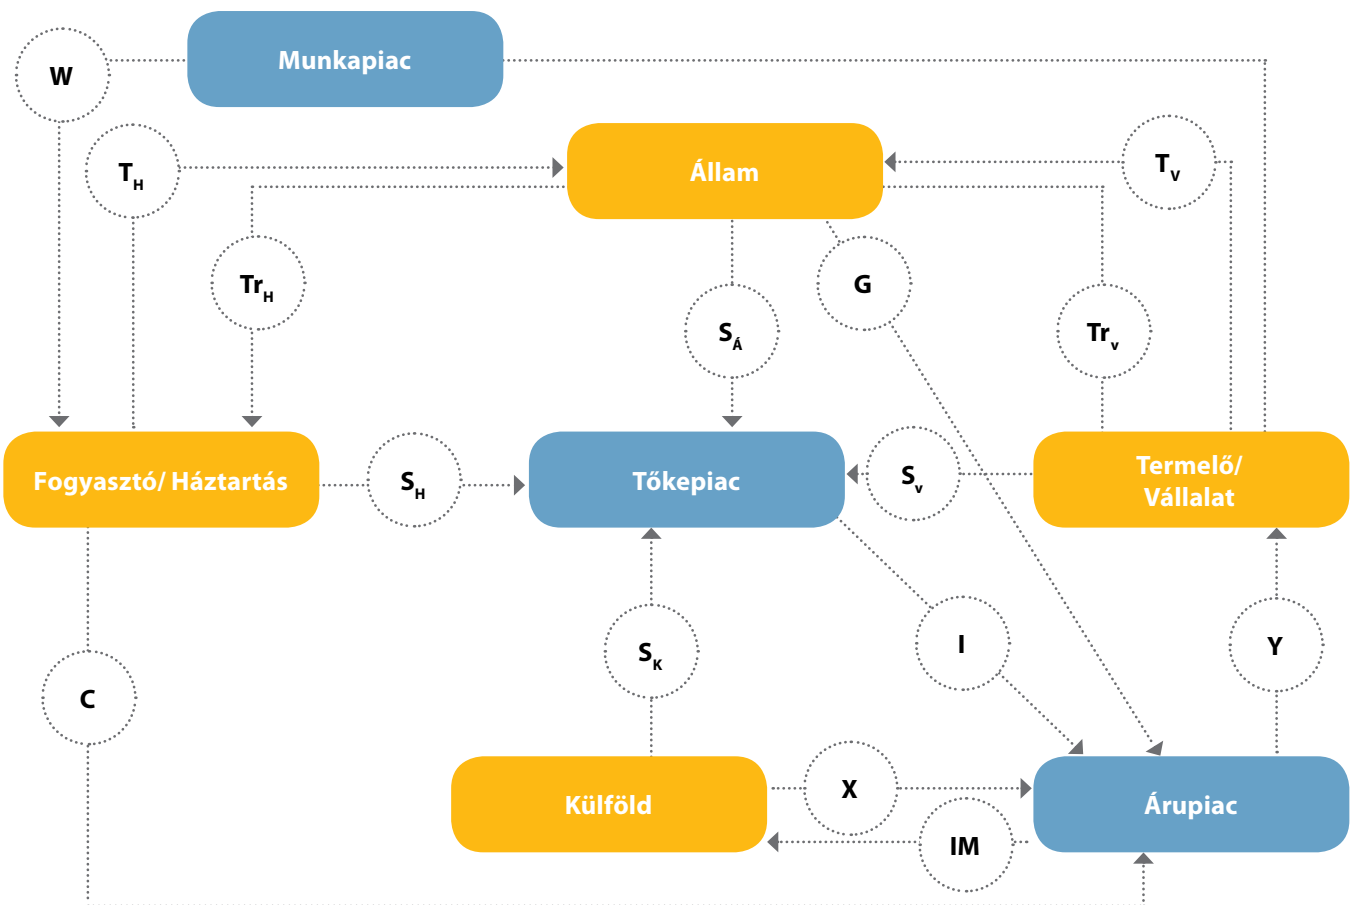 Munkapiac
W
Állam
T_H
T_v
Tr_H
G
S_Á
Tr_v
Fogyasztó/ Háztartás
S_H
Tőkepiac
S_v
Termelő/
Vállalat
S_K
I
Y
C
Külföld
X
Árupiac
IM